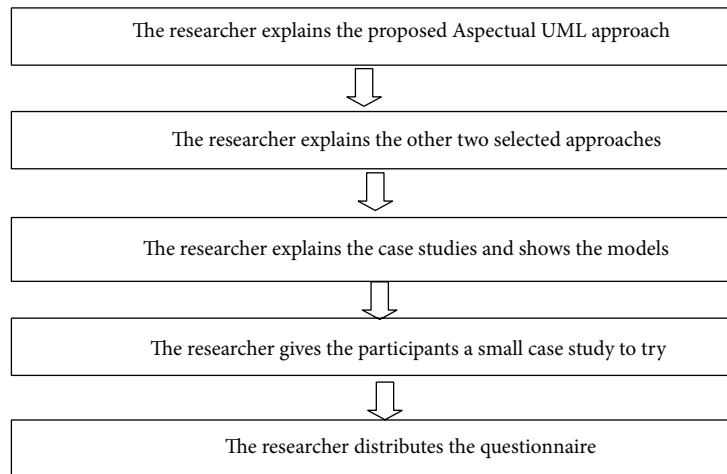 The researcher explains the proposed Aspectual UML approach
The researcher explains the other two selected approaches
The researcher explains the case studies and shows the models
The researcher gives the participants a small case study to try
The researcher distributes the questionnaire